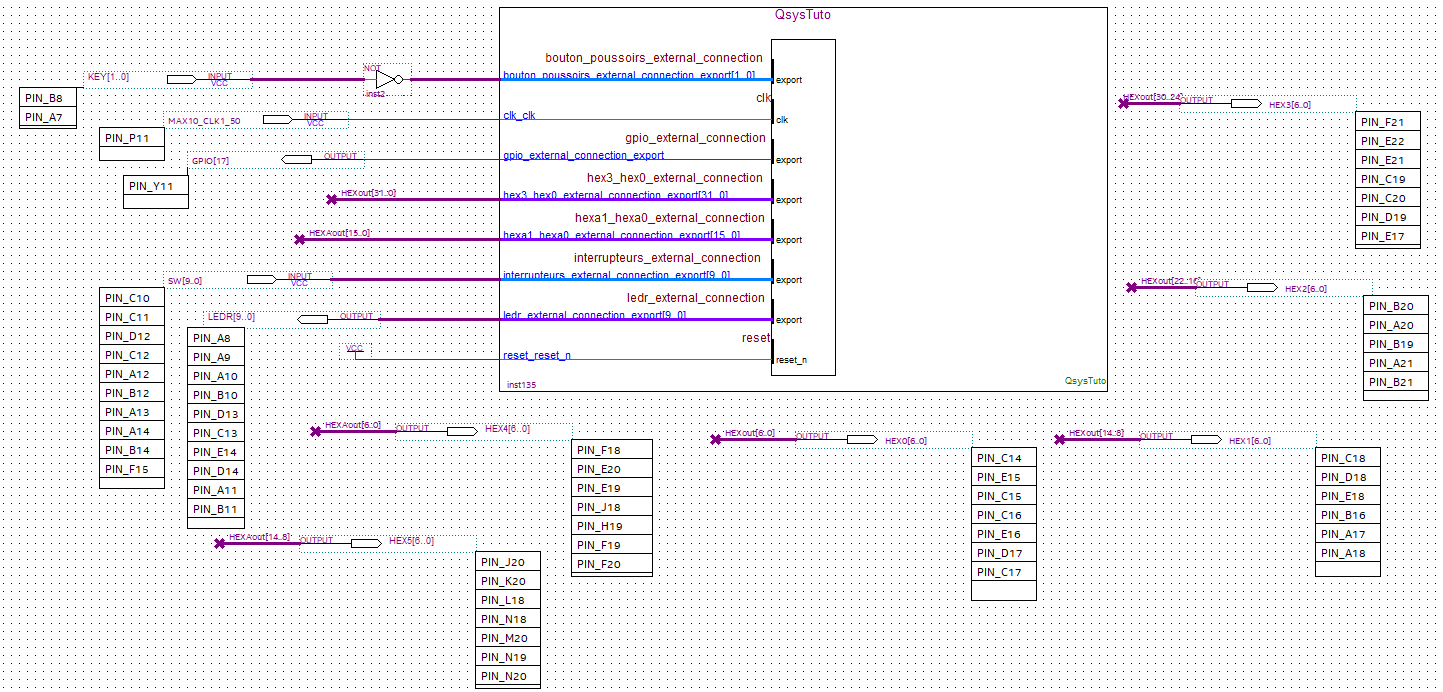 QsysTuto
bouton_poussoirs_external_connection
KEY[1..0]
INPUT
VCC
NOT
inst2
bouton_poussoirs_external_connection_export[1..0]
export
PIN_B8
PIN_A7
clk
MAX10_CLK1_50
INPUT
VCC
clk_clk
clk
PIN_P11
gpio_external_connection
GPIO[17]
OUTPUT
gpio_external_connection_export
export
PIN_Y11
hex3_hex0_external_connection
HEXout[31..0]
hex3_hex0_external_connection_export[31..0]
export
hexa1_hexa0_external_connection
HEXAout[15..0]
hexa1_hexa0_external_connection_export[15..0]
export
interrupteurs_external_connection
SW[9..0]
INPUT
VCC
interrupteurs_external_connection_export[9..0]
export
PIN_C10
PIN_C11
PIN_D12
PIN_C12
PIN_A12
PIN_B12
PIN_A13
PIN_A14
PIN_B14
PIN_F15
ledr_external_connection
LEDR[9..0]
OUTPUT
ledr_external_connection_export[9..0]
export
PIN_A8
PIN_A9
PIN_A10
PIN_B10
PIN_D13
PIN_C13
PIN_E14
PIN_D14
PIN_A11
PIN_B11
reset
VCC
reset_reset_n
reset_n
inst135
QsysTuto
HEXout[30..24]
OUTPUT
HEX3[6..0]
PIN_F21
PIN_E22
PIN_E21
PIN_C19
PIN_C20
PIN_D19
PIN_E17
HEXout[22..16]
OUTPUT
HEX2[6..0]
PIN_B20
PIN_A20
PIN_B19
PIN_A21
PIN_B21
HEXAout[6..0]
OUTPUT
HEX4[6..0]
PIN_F18
PIN_E20
PIN_E19
PIN_J18
PIN_H19
PIN_F19
PIN_F20
HEXout[6..0]
OUTPUT
HEX0[6..0]
PIN_C14
PIN_E15
PIN_C15
PIN_C16
PIN_E16
PIN_D17
PIN_C17
HEXout[14..8]
OUTPUT
HEX1[6..0]
PIN_C18
PIN_D18
PIN_E18
PIN_B16
PIN_A17
PIN_A18
HEXAout[14..8]
OUTPUT
HEX5[6..0]
PIN_J20
PIN_K20
PIN_L18
PIN_N18
PIN_M20
PIN_N19
PIN_N20